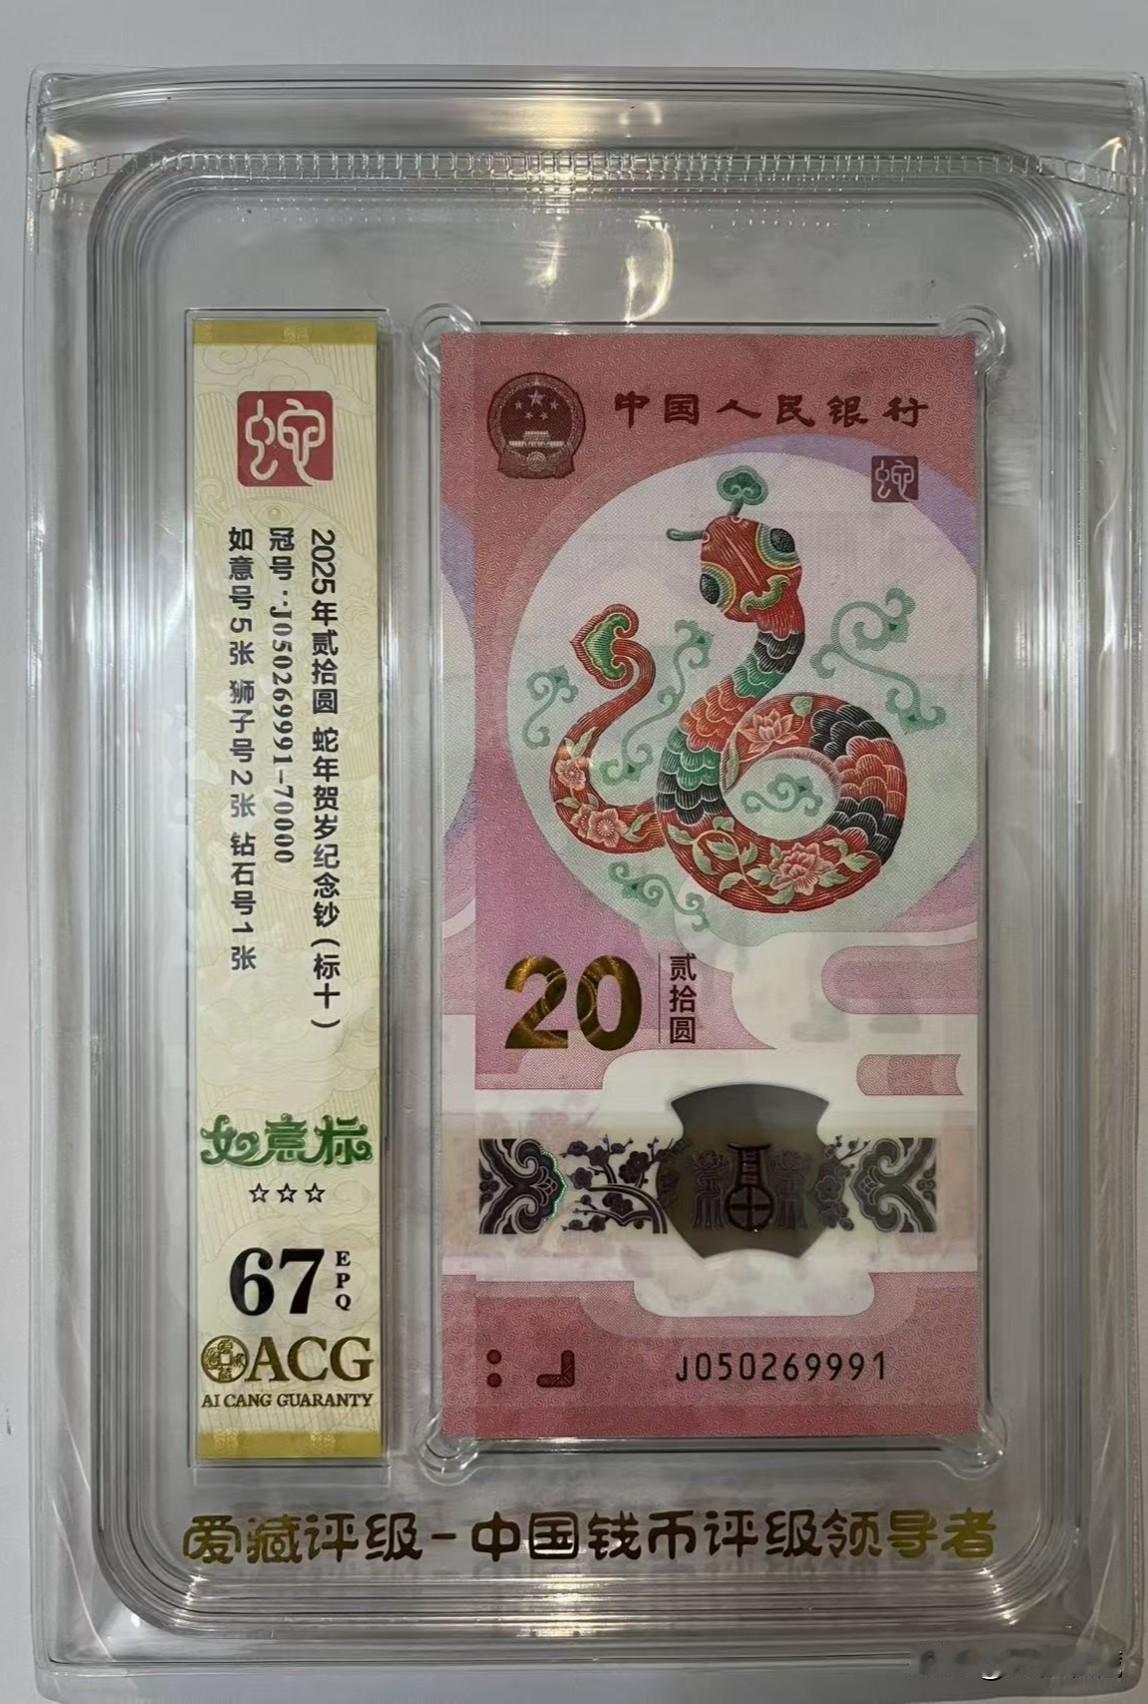 蛇
2025年贰拾圆 蛇年贺岁纪念钞(标十)
冠号:J050269991-70000
如意号5张 狮子号2张 钻石号1张
如意标
☆☆☆
67 EPQ
ACG
AI CANG GUARANTY
中国人民银行
蛇
20 贰拾圆
J050269991
爱藏评级-中国钱币评级领导者